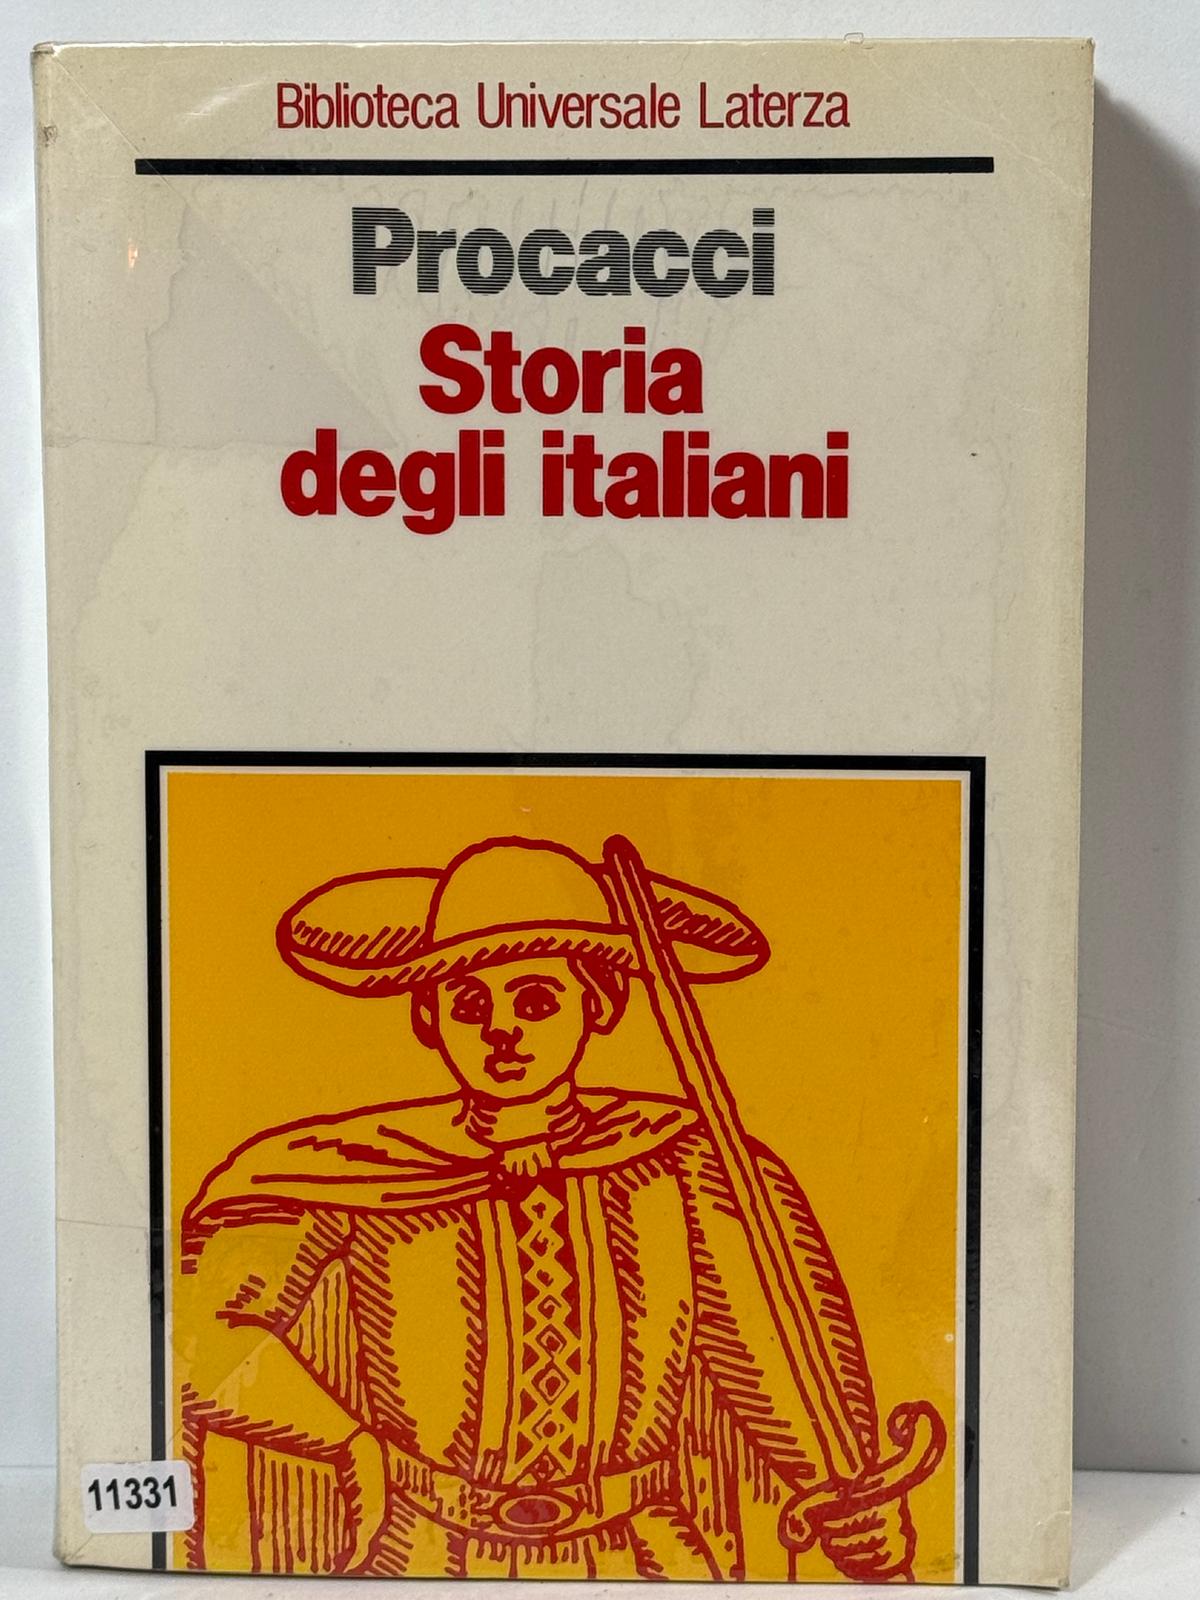 Biblioteca Universale Laterza
Procacci
Storia
degli italiani
11331